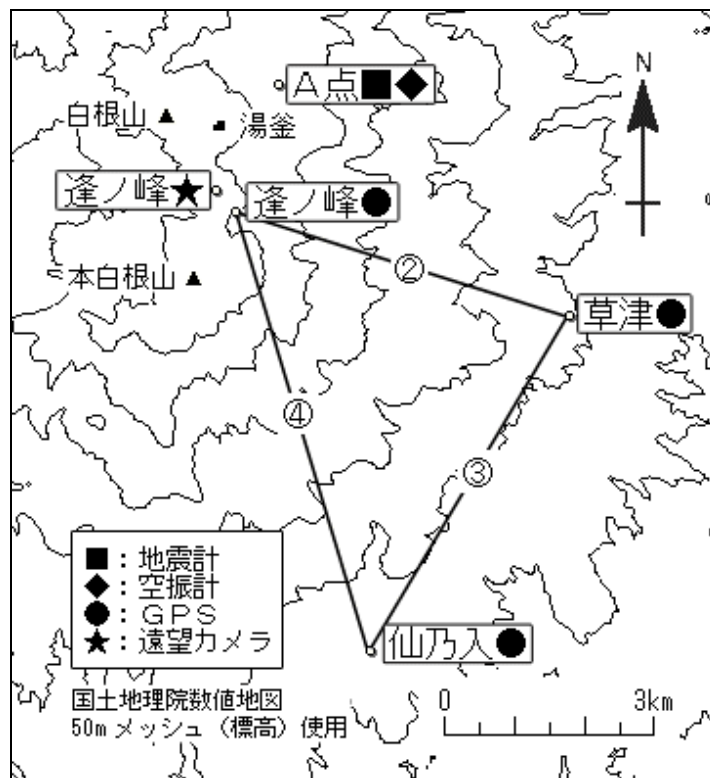 N
A点■◆
白根山▲
湯釜
逢ノ峰★
逢ノ峰●
②
本白根山▲
草津●
④
③
■:地震計
◆:空振計
●:GPS
★:遠望カメラ
仙乃入●
国土地理院数値地図
50mメッシュ(標高)使用
0 3km